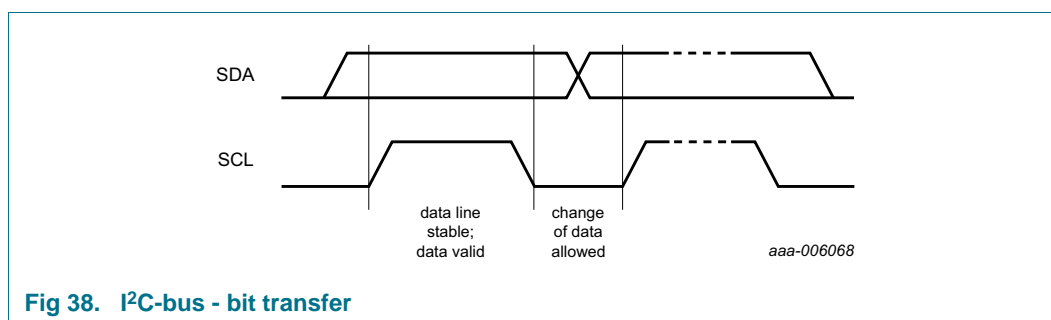 SDA
SCL
data line
stable;
data valid
change
of data
allowed
aaa-006068
Fig 38. I²C-bus - bit transfer